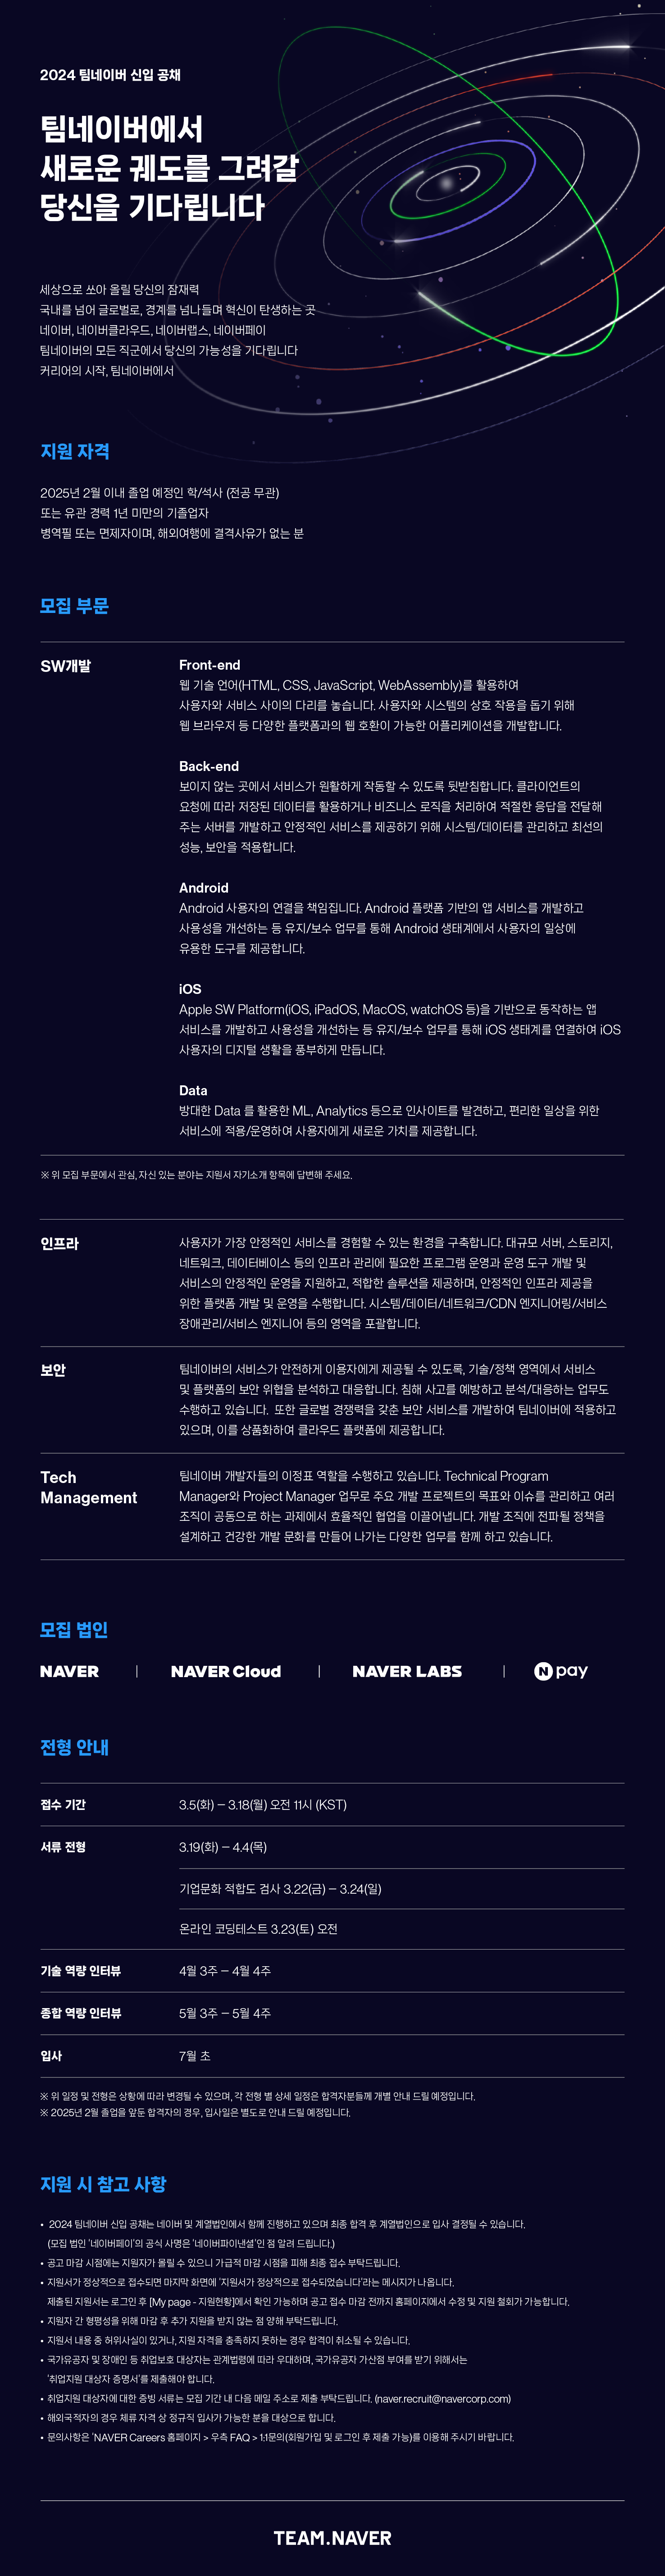 2024 팀네이버 신입 공채
팀네이버에서
새로운 궤도를 그려갈
당신을 기다립니다
세상으로 쏘아 올릴 당신의 잠재력
국내를 넘어 글로벌로, 경계를 넘나들며 혁신이 탄생하는 곳
네이버, 네이버클라우드, 네이버랩스, 네이버페이
팀네이버의 모든 직군에서 당신의 가능성을 기다립니다
커리어의 시작, 팀네이버에서
지원 자격
2025년 2월 이내 졸업 예정인 학/석사 (전공 무관)
또는 유관 경력 1년 미만의 기졸업자
병역필 또는 면제자이며, 해외여행에 결격사유가 없는 분
모집 부문
SW개발
Front-end
웹 기술 언어(HTML, CSS, JavaScript, WebAssembly)를 활용하여
사용자와 서비스 사이의 다리를 놓습니다. 사용자와 시스템의 상호 작용을 돕기 위해
웹 브라우저 등 다양한 플랫폼과의 웹 호환이 가능한 어플리케이션을 개발합니다.
Back-end
보이지 않는 곳에서 서비스가 원활하게 작동할 수 있도록 뒷받침합니다. 클라이언트의
요청에 따라 저장된 데이터를 활용하거나 비즈니스 로직을 처리하여 적절한 응답을 전달해
주는 서버를 개발하고 안정적인 서비스를 제공하기 위해 시스템/데이터를 관리하고 최선의
성능, 보안을 적용합니다.
Android
Android 사용자의 연결을 책임집니다. Android 플랫폼 기반의 앱 서비스를 개발하고
사용성을 개선하는 등 유지/보수 업무를 통해 Android 생태계에서 사용자의 일상에
유용한 도구를 제공합니다.
iOS
Apple SW Platform(iOS, iPadOS, MacOS, watchOS 등)을 기반으로 동작하는 앱
서비스를 개발하고 사용성을 개선하는 등 유지/보수 업무를 통해 iOS 생태계를 연결하여 iOS
사용자의 디지털 생활을 풍부하게 만듭니다.
Data
방대한 Data 를 활용한 ML, Analytics 등으로 인사이트를 발견하고, 편리한 일상을 위한
서비스에 적용/운영하여 사용자에게 새로운 가치를 제공합니다.
※ 위 모집 부문에서 관심, 자신 있는 분야는 지원서 자기소개 항목에 답변해 주세요.
인프라
사용자가 가장 안정적인 서비스를 경험할 수 있는 환경을 구축합니다. 대규모 서버, 스토리지,
네트워크, 데이터베이스 등의 인프라 관리에 필요한 프로그램 운영과 운영 도구 개발 및
서비스의 안정적인 운영을 지원하고, 적합한 솔루션을 제공하며, 안정적인 인프라 제공을
위한 플랫폼 개발 및 운영을 수행합니다. 시스템/데이터/네트워크/CDN 엔지니어링/서비스
장애관리/서비스 엔지니어 등의 영역을 포괄합니다.
보안
팀네이버의 서비스가 안전하게 이용자에게 제공될 수 있도록, 기술/정책 영역에서 서비스
및 플랫폼의 보안 위협을 분석하고 대응합니다. 침해 사고를 예방하고 분석/대응하는 업무도
수행하고 있습니다. 또한 글로벌 경쟁력을 갖춘 보안 서비스를 개발하여 팀네이버에 적용하고
있으며, 이를 상품화하여 클라우드 플랫폼에 제공합니다.
Tech
Management
팀네이버 개발자들의 이정표 역할을 수행하고 있습니다. Technical Program
Manager와 Project Manager 업무로 주요 개발 프로젝트의 목표와 이슈를 관리하고 여러
조직이 공동으로 하는 과제에서 효율적인 협업을 이끌어냅니다. 개발 조직에 전파될 정책을
설계하고 건강한 개발 문화를 만들어 나가는 다양한 업무를 함께 하고 있습니다.
모집 법인
NAVER | NAVER Cloud | NAVER LABS | N pay
전형 안내
접수 기간 3.5(화) – 3.18(월) 오전 11시 (KST)
서류 전형 3.19(화) – 4.4(목)
기업문화 적합도 검사 3.22(금) – 3.24(일)
온라인 코딩테스트 3.23(토) 오전
기술 역량 인터뷰 4월 3주 – 4월 4주
종합 역량 인터뷰 5월 3주 – 5월 4주
입사 7월 초
※ 위 일정 및 전형은 상황에 따라 변경될 수 있으며, 각 전형 별 상세 일정은 합격자분들께 개별 안내 드릴 예정입니다.
※ 2025년 2월 졸업을 앞둔 합격자의 경우, 입사일은 별도로 안내 드릴 예정입니다.
지원 시 참고 사항
• 2024 팀네이버 신입 공채는 네이버 및 계열법인에서 함께 진행하고 있으며 최종 합격 후 계열법인으로 입사 결정될 수 있습니다.
(모집 법인 '네이버페이'의 공식 사명은 '네이버파이낸셜'인 점 알려 드립니다.)
• 공고 마감 시점에는 지원자가 몰릴 수 있으니 가급적 마감 시점을 피해 최종 접수 부탁드립니다.
• 지원서가 정상적으로 접수되면 마지막 화면에 '지원서가 정상적으로 접수되었습니다'라는 메시지가 나옵니다.
제출된 지원서는 로그인 후 [My page - 지원현황]에서 확인 가능하며 공고 접수 마감 전까지 홈페이지에서 수정 및 지원 철회가 가능합니다.
• 지원자 간 형평성을 위해 마감 후 추가 지원을 받지 않는 점 양해 부탁드립니다.
• 지원서 내용 중 허위사실이 있거나, 지원 자격을 충족하지 못하는 경우 합격이 취소될 수 있습니다.
• 국가유공자 및 장애인 등 취업보호 대상자는 관계법령에 따라 우대하며, 국가유공자 가산점 부여를 받기 위해서는
'취업지원 대상자 증명서'를 제출해야 합니다.
• 취업지원 대상자에 대한 증빙 서류는 모집 기간 내 다음 메일 주소로 제출 부탁드립니다. (naver.recruit@navercorp.com)
• 해외국적자의 경우 체류 자격 상 정규직 입사가 가능한 분을 대상으로 합니다.
• 문의사항은 'NAVER Careers 홈페이지 > 우측 FAQ > 1:1문의(회원가입 및 로그인 후 제출 가능)를 이용해 주시기 바랍니다.
TEAM.NAVER